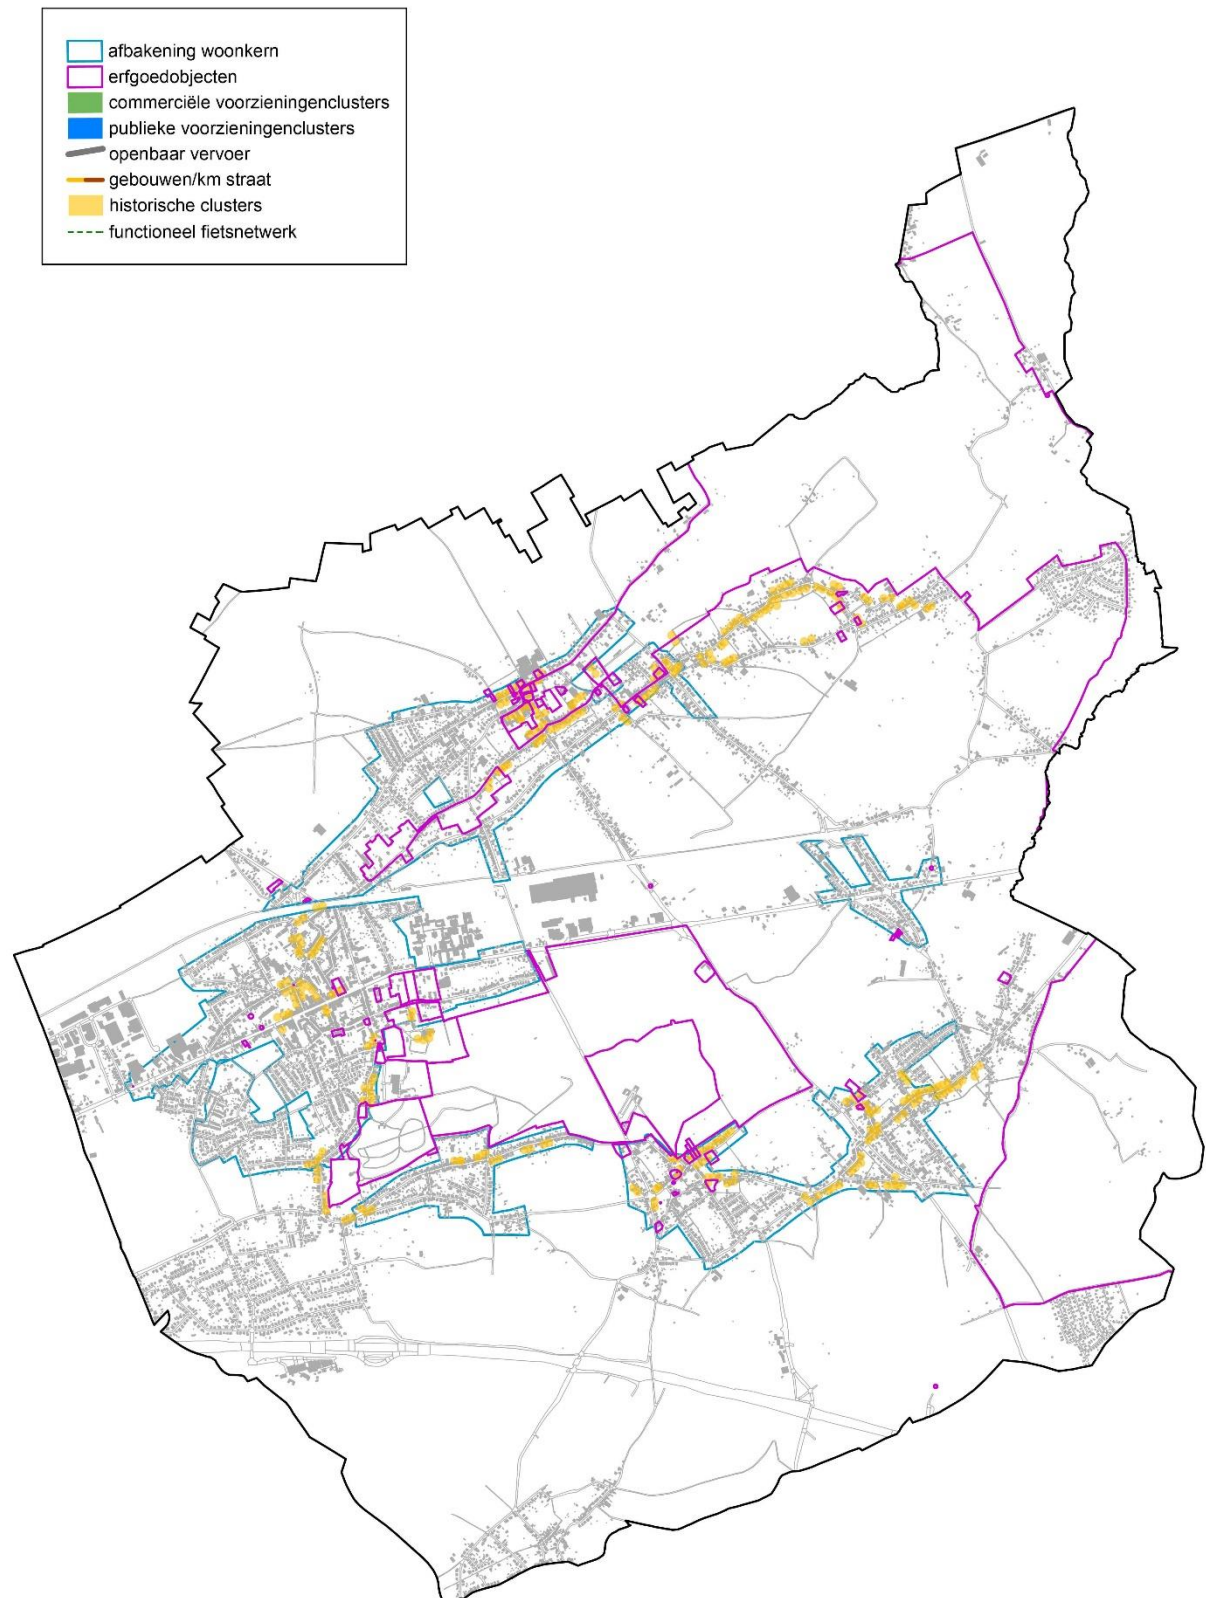 afbakening woonkern
erfgoedobjecten
commerciële voorzieningenclusters
publieke voorzieningenclusters
openbaar vervoer
gebouwen/km straat
historische clusters
functioneel fietsnetwerk